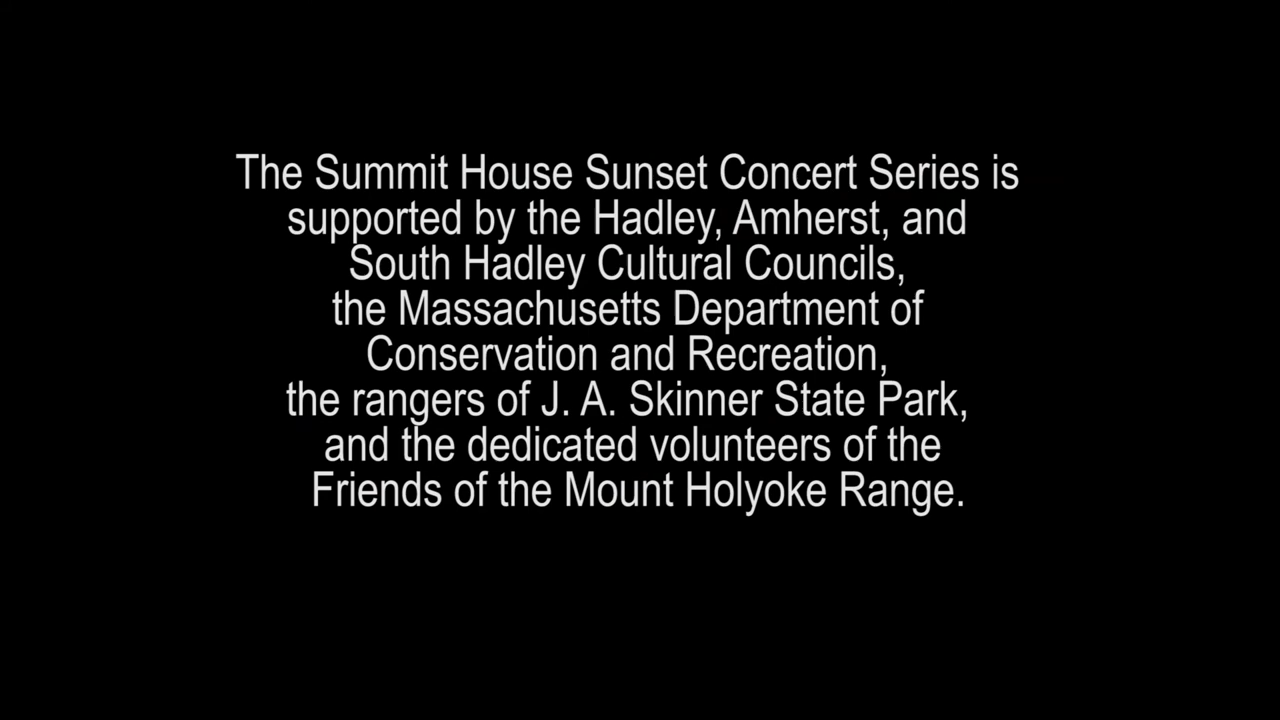 The Summit House Sunset Concert Series is
supported by the Hadley, Amherst, and
South Hadley Cultural Councils,
the Massachusetts Department of
Conservation and Recreation,
the rangers of J. A. Skinner State Park,
and the dedicated volunteers of the
Friends of the Mount Holyoke Range.